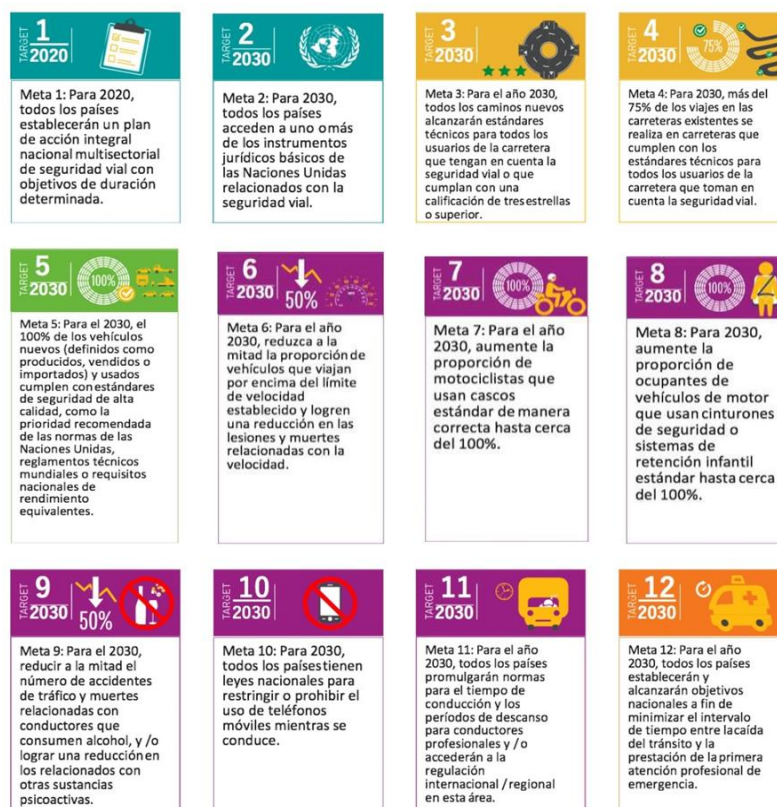 TARGET
1
2020
Meta 1: Para 2020,
todos los países
establecerán un plan
de acción integral
nacional multisectorial
de seguridad vial con
objetivos de duración
determinada.
TARGET
2
2030
Meta 2: Para 2030,
todos los países
acceden a uno omás
de los instrumentos
jurídicos básicos de
las Naciones Unidas
relacionados con la
seguridad vial.
TARGET
3
2030
Meta 3: Para el año 2030,
todos los caminos nuevos
alcanzarán estándares
técnicos para todos los
usuarios de la carretera
que tengan en cuenta la
seguridad vial o que
cumplan con una
calificación de tres estrellas
o superior.
TARGET
4
2030
75%
Meta 4: Para 2030, más del
75% de los viajes en las
carreteras existentes se
realiza en carreteras que
cumplen con los
estándares técnicos para
todos los usuarios de la
carretera que toman en
cuenta la seguridad vial.
TARGET
5
2030
100%
Meta 5: Para el 2030, el
100% de los vehículos
nuevos (definidos como
producidos, vendidos o
importados) y usados
cumplen con estándares
de seguridad de alta
calidad, como la
prioridad recomendada
de las normas de las
Naciones Unidas,
reglamentos técnicos
mundiales o requisitos
nacionales de
rendimiento
equivalentes.
TARGET
6
2030
50%
Meta 6: Para el año
2030, reduzca a la
mitad la proporción de
vehículos que viajan
por encima del límite
de velocidad
establecido y logren
una reducción en las
lesiones y muertes
relacionadas con la
velocidad.
TARGET
7
2030
100%
Meta 7: Para el año
2030, aumente la
proporción de
motociclistas que
usan cascos
estándar de manera
correcta hasta cerca
del 100%.
TARGET
8
2030
100%
Meta 8: Para 2030,
aumente la
proporción de
ocupantes de
vehículos de motor
que usan cinturones
de seguridad o
sistemas de
retención infantil
estándar hasta cerca
del 100%.
TARGET
9
2030
50%
Meta 9: Para el 2030,
reducir a la mitad el
número de accidentes
de tráfico y muertes
relacionadas con
conductores que
consumen alcohol, y /o
lograr una reducción en
los relacionados con
otras sustancias
psicoactivas.
TARGET
10
2030
Meta 10: Para 2030,
todos los países tienen
leyes nacionales para
restringir o prohibir el
uso de teléfonos
móviles mientras se
conduce.
TARGET
11
2030
Meta 11: Para el año
2030, todos los países
promulgarán normas
para el tiempo de
conducción y los
períodos de descanso
para conductores
profesionales y / o
accederán a la
regulación
internacional / regional
en esta área.
TARGET
12
2030
Meta 12: Para el año
2030, todos los países
establecerán y
alcanzarán objetivos
nacionales a fin de
minimizar el intervalo
de tiempo entre lacaída
del tránsito y la
prestación de la primera
atención profesional de
emergencia.